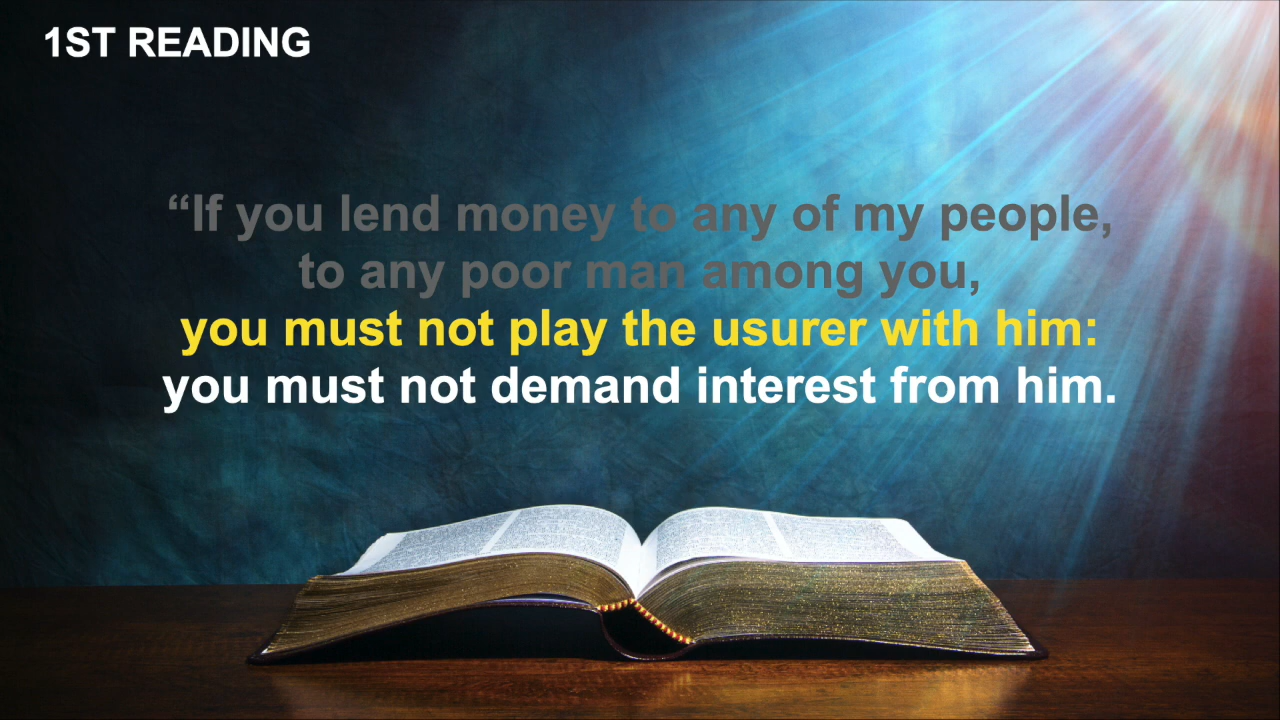 1ST READING
“If you lend money to any of my people,
to any poor man among you,
you must not play the usurer with him:
you must not demand interest from him.